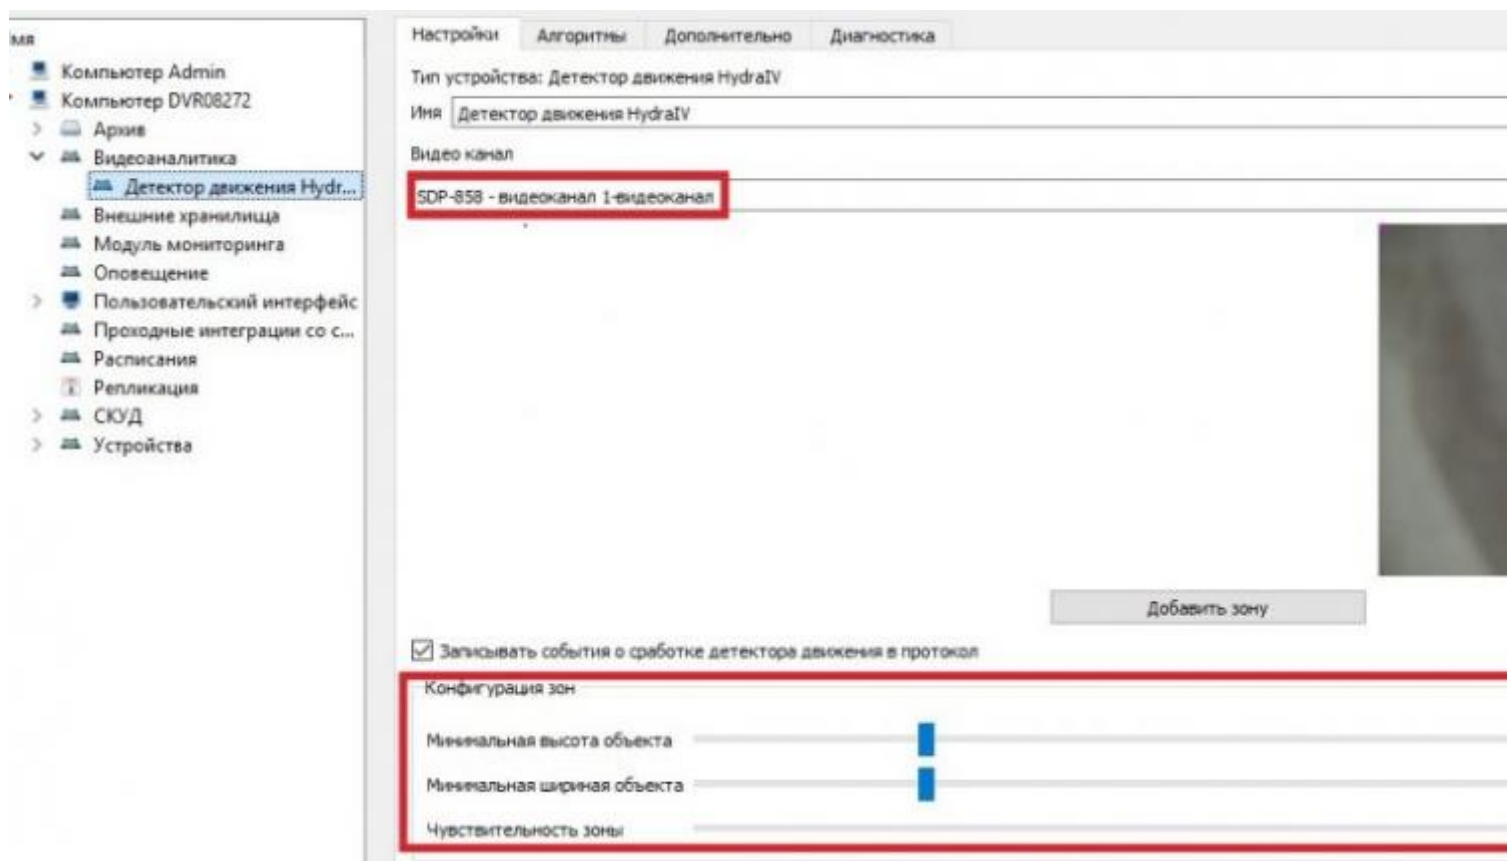 мя
Компьютер Admin
Компьютер DVR08272
Архив
Видеоаналитика
Детектор движения Hydr...
Внешние хранилища
Модуль мониторинга
Оповещение
Пользовательский интерфейс
Проходные интеграции со с...
Расписания
Репликация
СКУД
Устройства
Настройки Алгоритмы Дополнительно Диагностика
Тип устройства: Детектор движения HydraIV
Имя Детектор движения HydraIV
Видео канал
SDP-858 - видеоканал 1-видеоканал
Добавить зону
Записывать события о сработке детектора движения в протокол
Конфигурация зон
Минимальная высота объекта
Минимальная шириная объекта
Чувствительность зоны